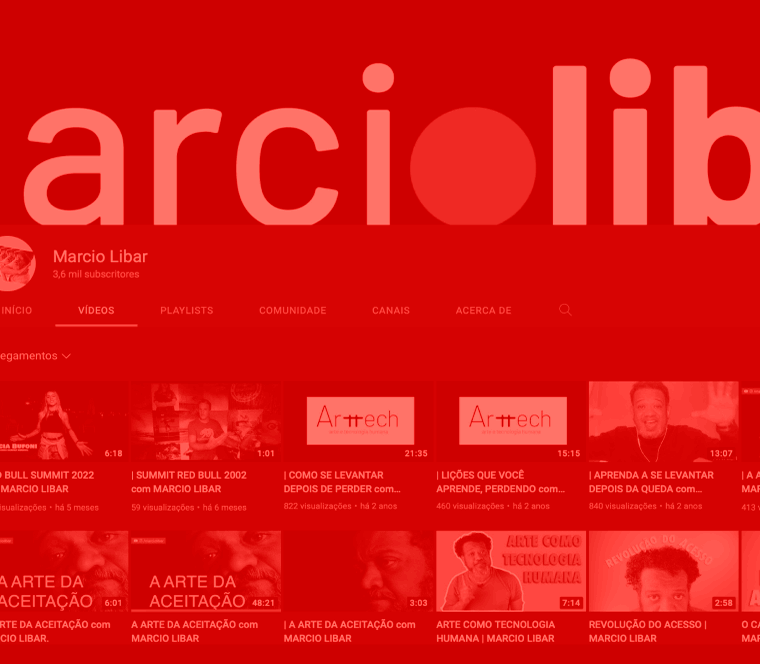 arciolib
Marcio Libar
3,6 mil subscritores
INÍCIO VÍDEOS PLAYLISTS COMUNIDADE CANAIS ACERCA DE
egamentos
6:18 1:01 Arttech 21:35 Arttech 15:15 13:07
BULL SUMMIT 2022 | SUMMIT RED BULL 2002 | COMO SE LEVANTAR | LIÇÕES QUE VOCÊ | APRENDA A SE LEVANTAR | A A
MARCIO LIBAR com MARCIO LIBAR DEPOIS DE PERDER com... APRENDE, PERDENDO com... DEPOIS DA QUEDA com... MAR
isualizações • há 5 meses 59 visualizações • há 6 meses 822 visualizações • há 2 anos 460 visualizações • há 2 anos 840 visualizações • há 2 anos 413 v
A ARTE DA A ARTE DA ARTE COMO REVOLUÇÃO DO ACESSO
ACEITAÇÃO ACEITAÇÃO TECNOLOGIA
HUMANA
6:01 48:21 3:03 7:14 2:58
RTE DA ACEITAÇÃO com A ARTE DA ACEITAÇÃO com | A ARTE DA ACEITAÇÃO com ARTE COMO TECNOLOGIA REVOLUÇÃO DO ACESSO | O CA
CIO LIBAR. MARCIO LIBAR MARCIO LIBAR HUMANA | MARCIO LIBAR MARCIO LIBAR MAR